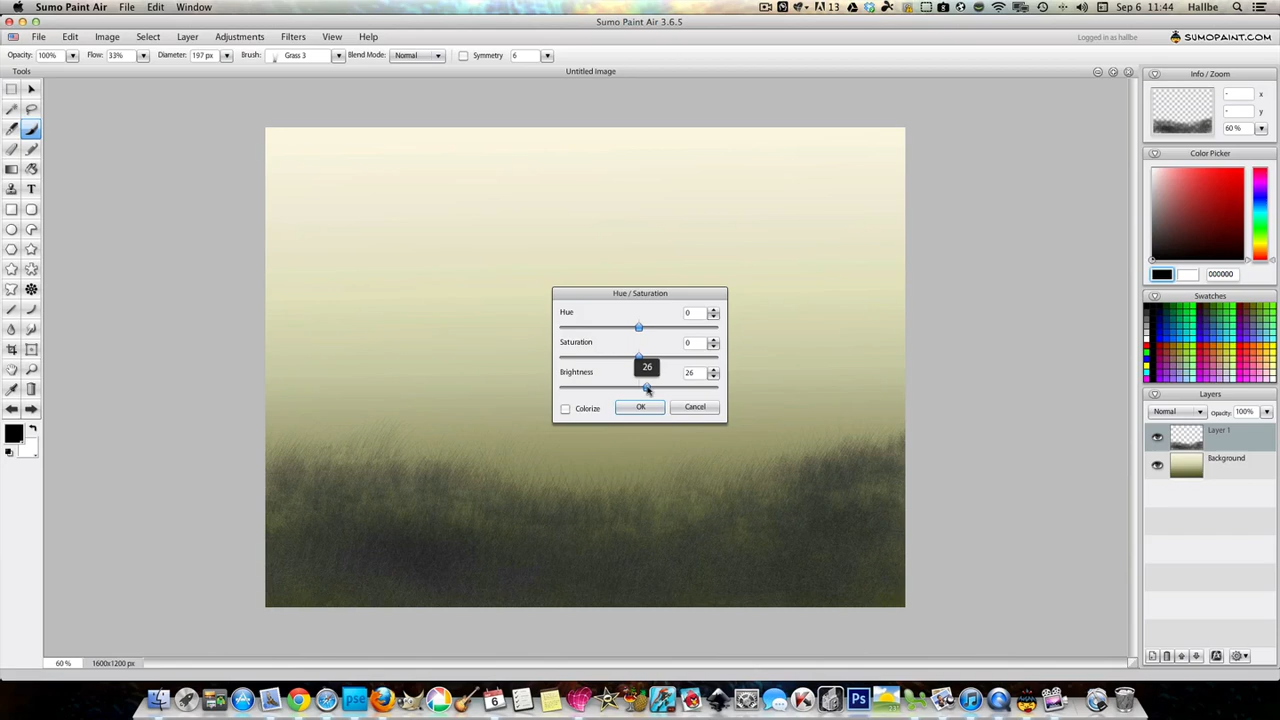 Sumo Paint Air File Edit Window
13 Sep 6 11:44 Hallbe
Sumo Paint Air 3.6.5
File Edit Image Select Layer Adjustments Filters View Help
Logged in as hallbe SUMOPAINT.COM
Opacity: 100% Flow: 33% Diameter: 197 px Brush: Grass 3 Blend Mode: Normal Symmetry 6
Tools
Untitled Image
Info / Zoom
- x
- y
60 %
Color Picker
000000
Swatches
Hue / Saturation
Hue 0
Saturation 0
26
Brightness 26
Colorize OK Cancel
Layers
Normal Opacity: 100%
Layer 1
Background
T
60 % 1600x1200 px
pse
6
Ps